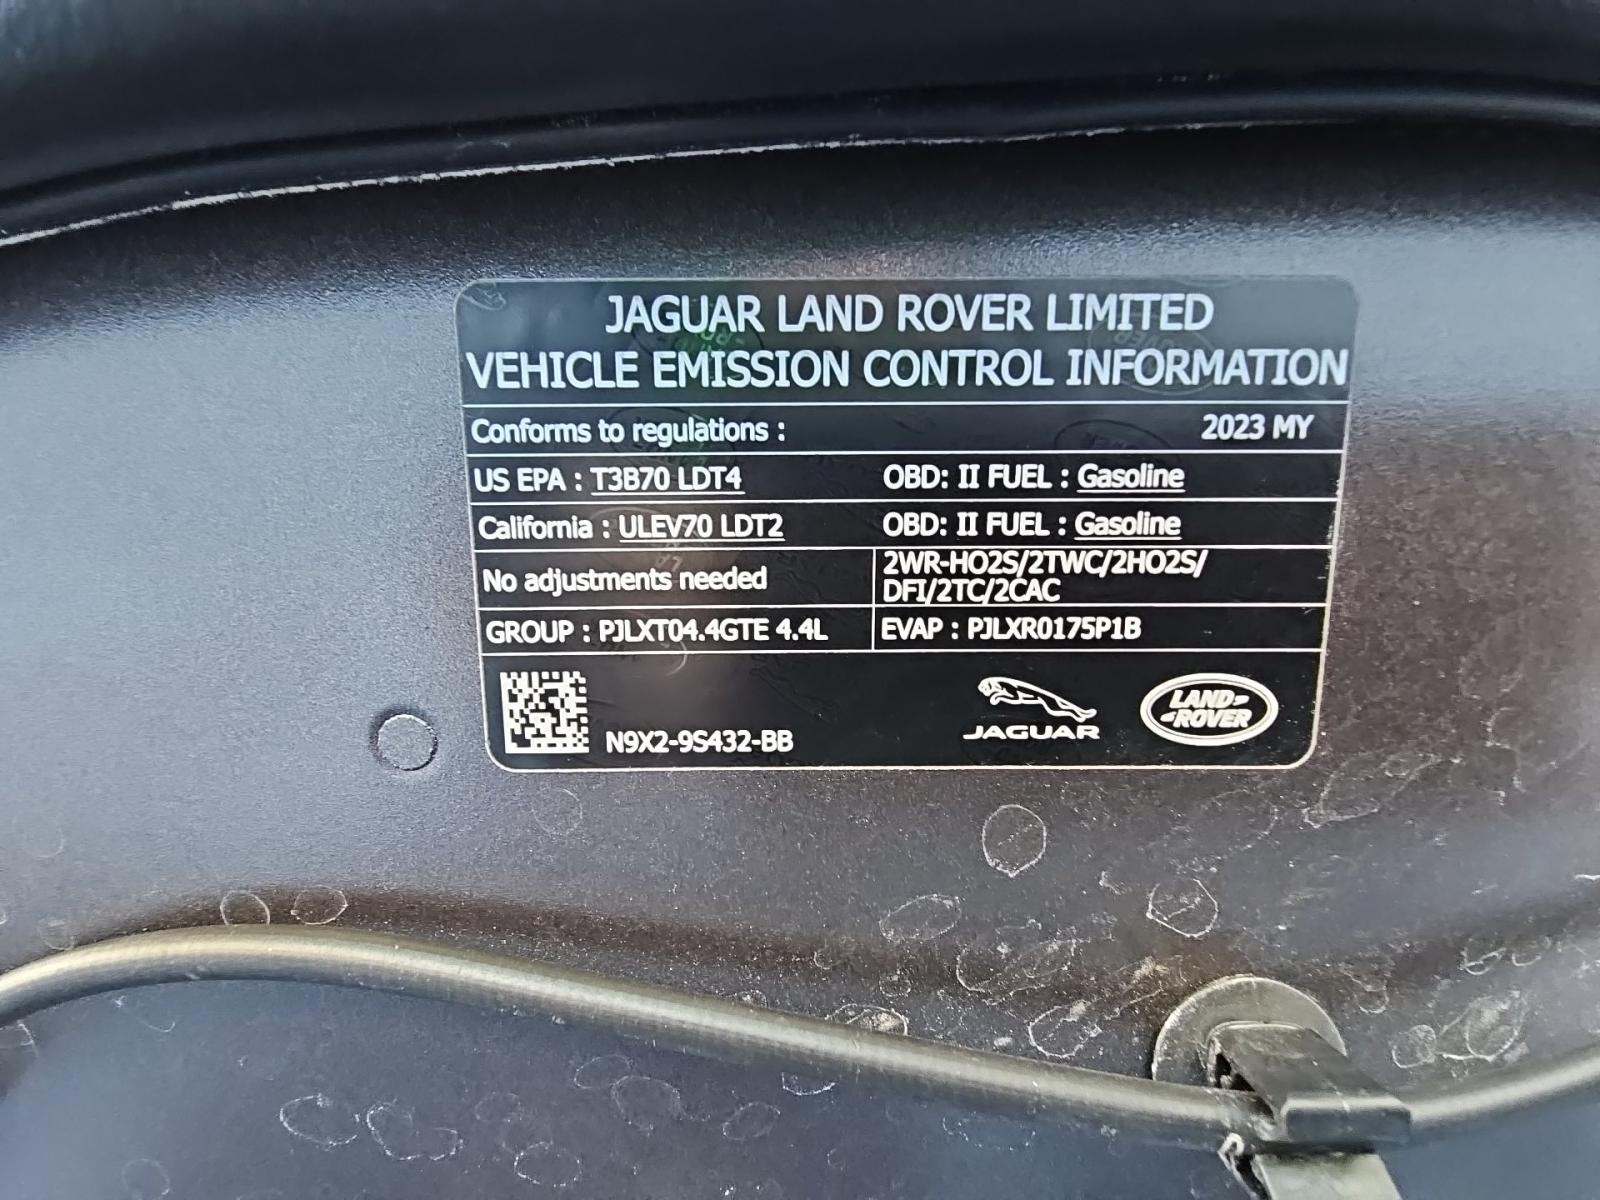 JAGUAR LAND ROVER LIMITED
VEHICLE EMISSION CONTROL INFORMATION
Conforms to regulations : 2023 MY
US EPA : T3B70 LDT4 OBD: II FUEL : Gasoline
California : ULEV70 LDT2 OBD: II FUEL : Gasoline
No adjustments needed
2WR-HO2S/2TWC/2HO2S/
DFI/2TC/2CAC
GROUP : PJLXT04.4GTE 4.4L EVAP : PJLXR0175P1B
N9X2-9S432-BB
JAGUAR
LAND
ROVER